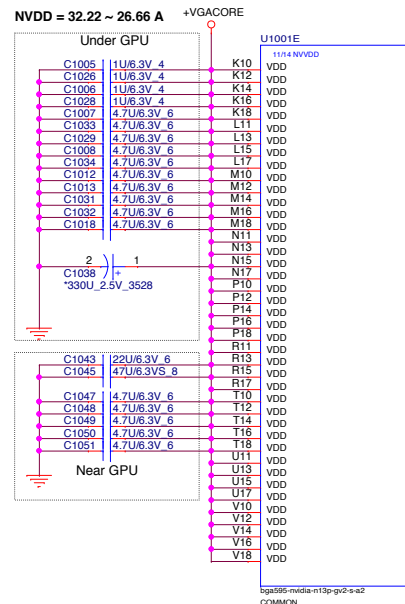 NVDD = 32.22 ~ 26.66 A
+VGACORE
Under GPU
C1005 1U/6.3V_4
C1026 1U/6.3V_4
C1006 1U/6.3V_4
C1028 1U/6.3V_4
C1007 4.7U/6.3V_6
C1033 4.7U/6.3V_6
C1029 4.7U/6.3V_6
C1008 4.7U/6.3V_6
C1034 4.7U/6.3V_6
C1012 4.7U/6.3V_6
C1013 4.7U/6.3V_6
C1031 4.7U/6.3V_6
C1032 4.7U/6.3V_6
C1018 4.7U/6.3V_6
2 1
+
C1038
*330U_2.5V_3528
C1043 22U/6.3V_6
C1045 47U/6.3VS_8
C1047 4.7U/6.3V_6
C1048 4.7U/6.3V_6
C1049 4.7U/6.3V_6
C1050 4.7U/6.3V_6
C1051 4.7U/6.3V_6
Near GPU
U1001E
11/14 NVVDD
K10 VDD
K12 VDD
K14 VDD
K16 VDD
K18 VDD
L11 VDD
L13 VDD
L15 VDD
L17 VDD
M10 VDD
M12 VDD
M14 VDD
M16 VDD
M18 VDD
N11 VDD
N13 VDD
N15 VDD
N17 VDD
P10 VDD
P12 VDD
P14 VDD
P16 VDD
P18 VDD
R11 VDD
R13 VDD
R15 VDD
R17 VDD
T10 VDD
T12 VDD
T14 VDD
T16 VDD
T18 VDD
U11 VDD
U13 VDD
U15 VDD
U17 VDD
V10 VDD
V12 VDD
V14 VDD
V16 VDD
V18 VDD
bga595-nvidia-n13p-gv2-s-a2
COMMON